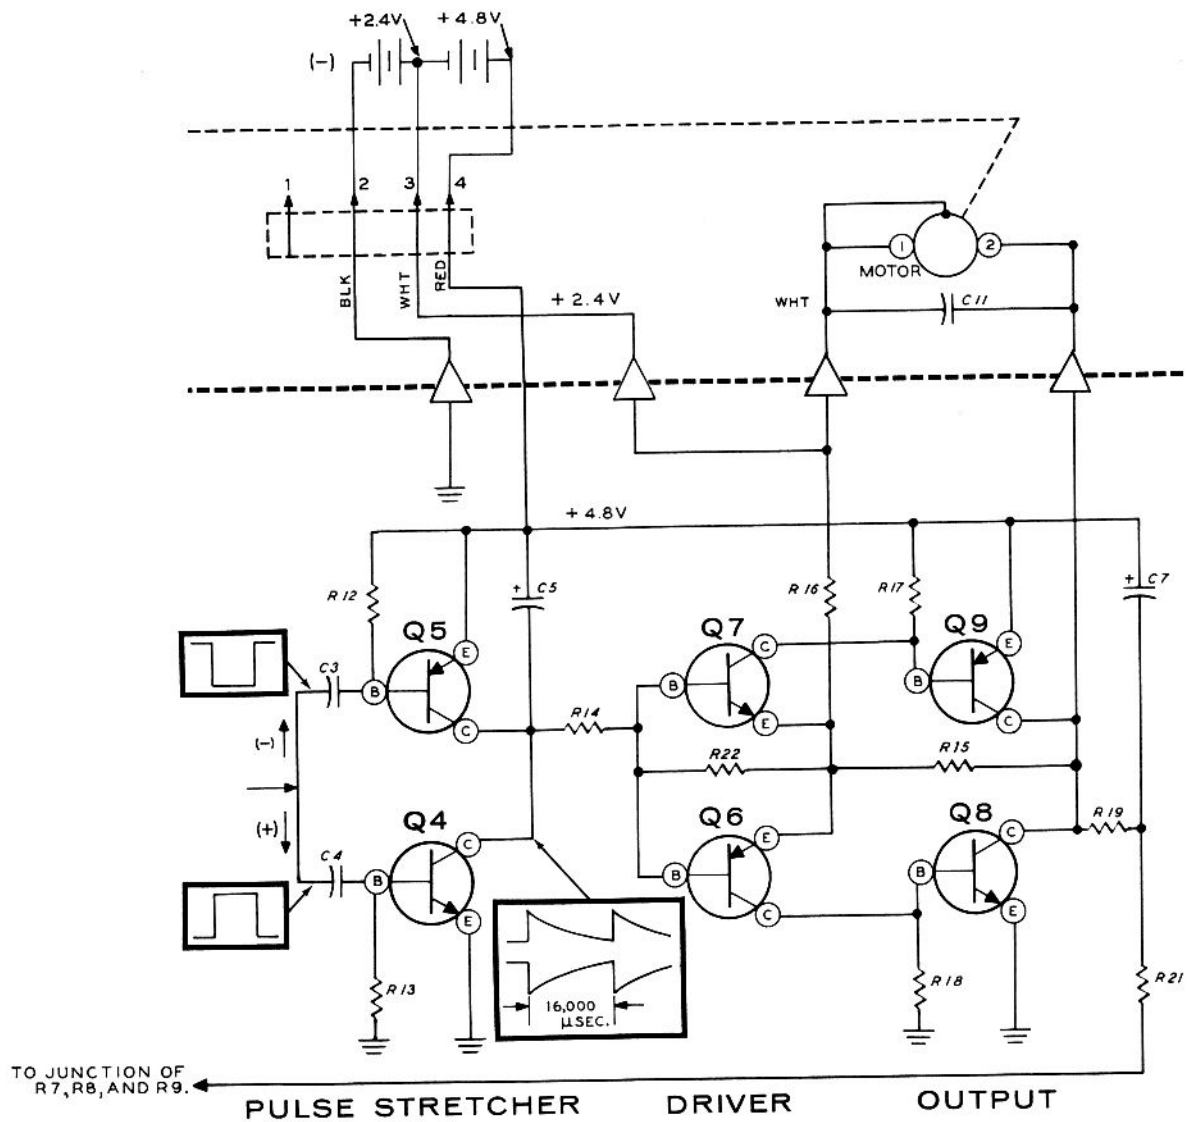 +2.4V +4.8V
(-)
1 2 3 4
BLK WHT RED
+2.4V
WHT
1 2
MOTOR
C11
+4.8V
R12 C5 R16 R17 C7
Q5 Q7 Q9
C3 B E C
B C E
B E C
(-)
R14
R22 R15
(+)
Q4 Q6 Q8
R19
C4 B C E
B E C
B C E
R13
16,000
μSEC.
R18
R21
TO JUNCTION OF
R7,R8,AND R9.
PULSE STRETCHER DRIVER OUTPUT